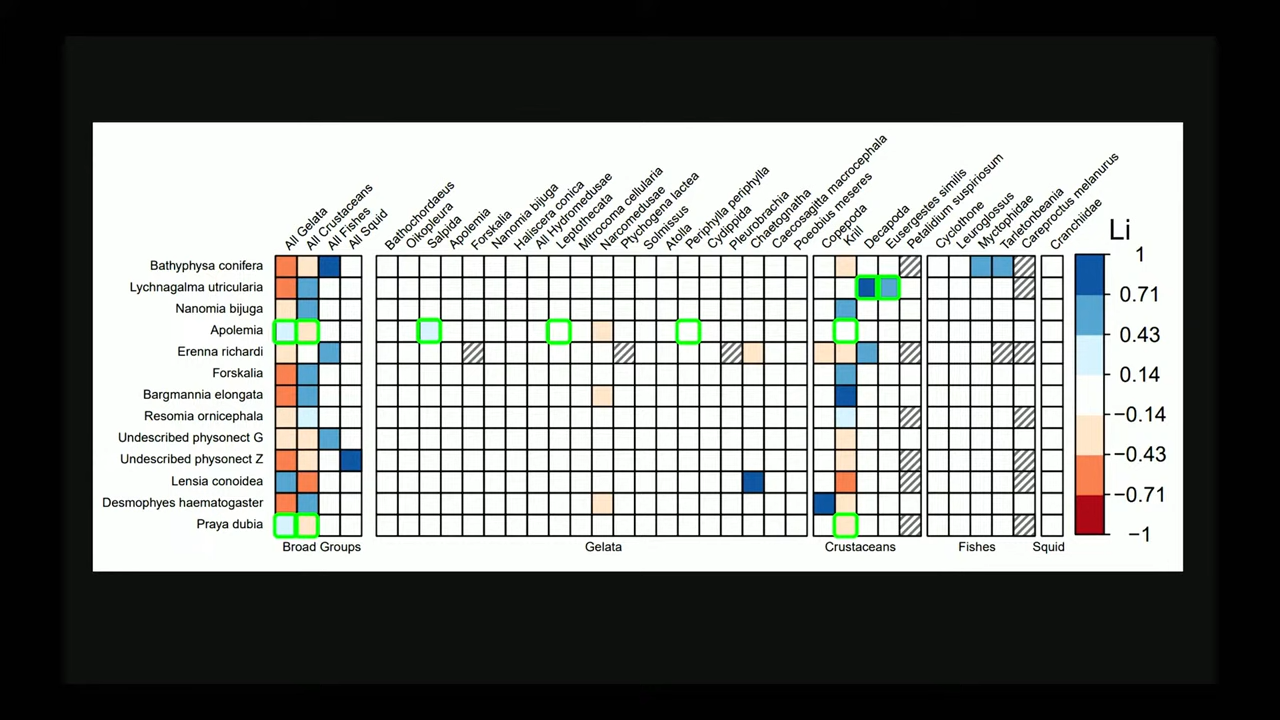 All Gelata
All Crustaceans
All Fishes
All Squid
Bathochordaeus
Oikopleura
Salpida
Apolemia
Forskalia
Nanomia bijuga
Haliscera conica
All Hydromedusae
Leptothecata
Mitrocoma cellularia
Narcomedusae
Ptychogena lactea
Solmissus
Atolla
Periphylla periphylla
Cydippida
Pleurobrachia
Chaetognatha
Caecosagitta macrocephala
Poeobius meseres
Copepoda
Krill
Decapoda
Eusergestes similis
Petalidium suspiriosum
Cyclothone
Leuroglossus
Myctophidae
Tarletonbeania
Careproctus melanurus
Cranchiidae
Li
Bathyphysa conifera
Lychnagalma utricularia
Nanomia bijuga
Apolemia
Erenna richardi
Forskalia
Bargmannia elongata
Resomia ornicephala
Undescribed physonect G
Undescribed physonect Z
Lensia conoidea
Desmophyes haematogaster
Praya dubia
1
0.71
0.43
0.14
−0.14
−0.43
−0.71
−1
Broad Groups
Gelata
Crustaceans
Fishes
Squid